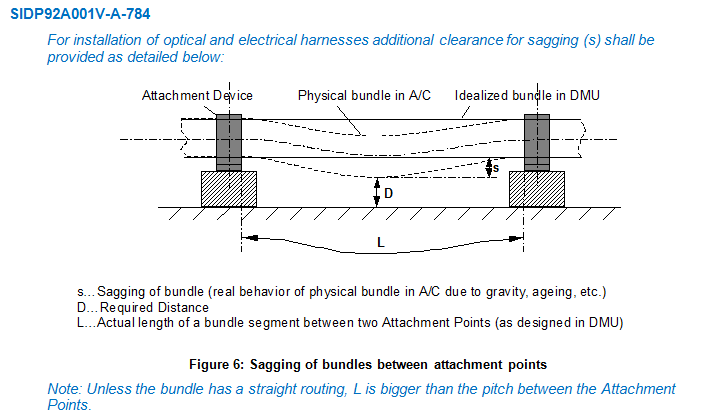 SIDP92A001V-A-784
For installation of optical and electrical harnesses additional clearance for sagging (s) shall be
provided as detailed below:
Attachment Device Physical bundle in A/C Idealized bundle in DMU
s
D
L
s...Sagging of bundle (real behavior of physical bundle in A/C due to gravity, ageing, etc.)
D...Required Distance
L...Actual length of a bundle segment between two Attachment Points (as designed in DMU)
Figure 6: Sagging of bundles between attachment points
Note: Unless the bundle has a straight routing, L is bigger than the pitch between the Attachment
Points.